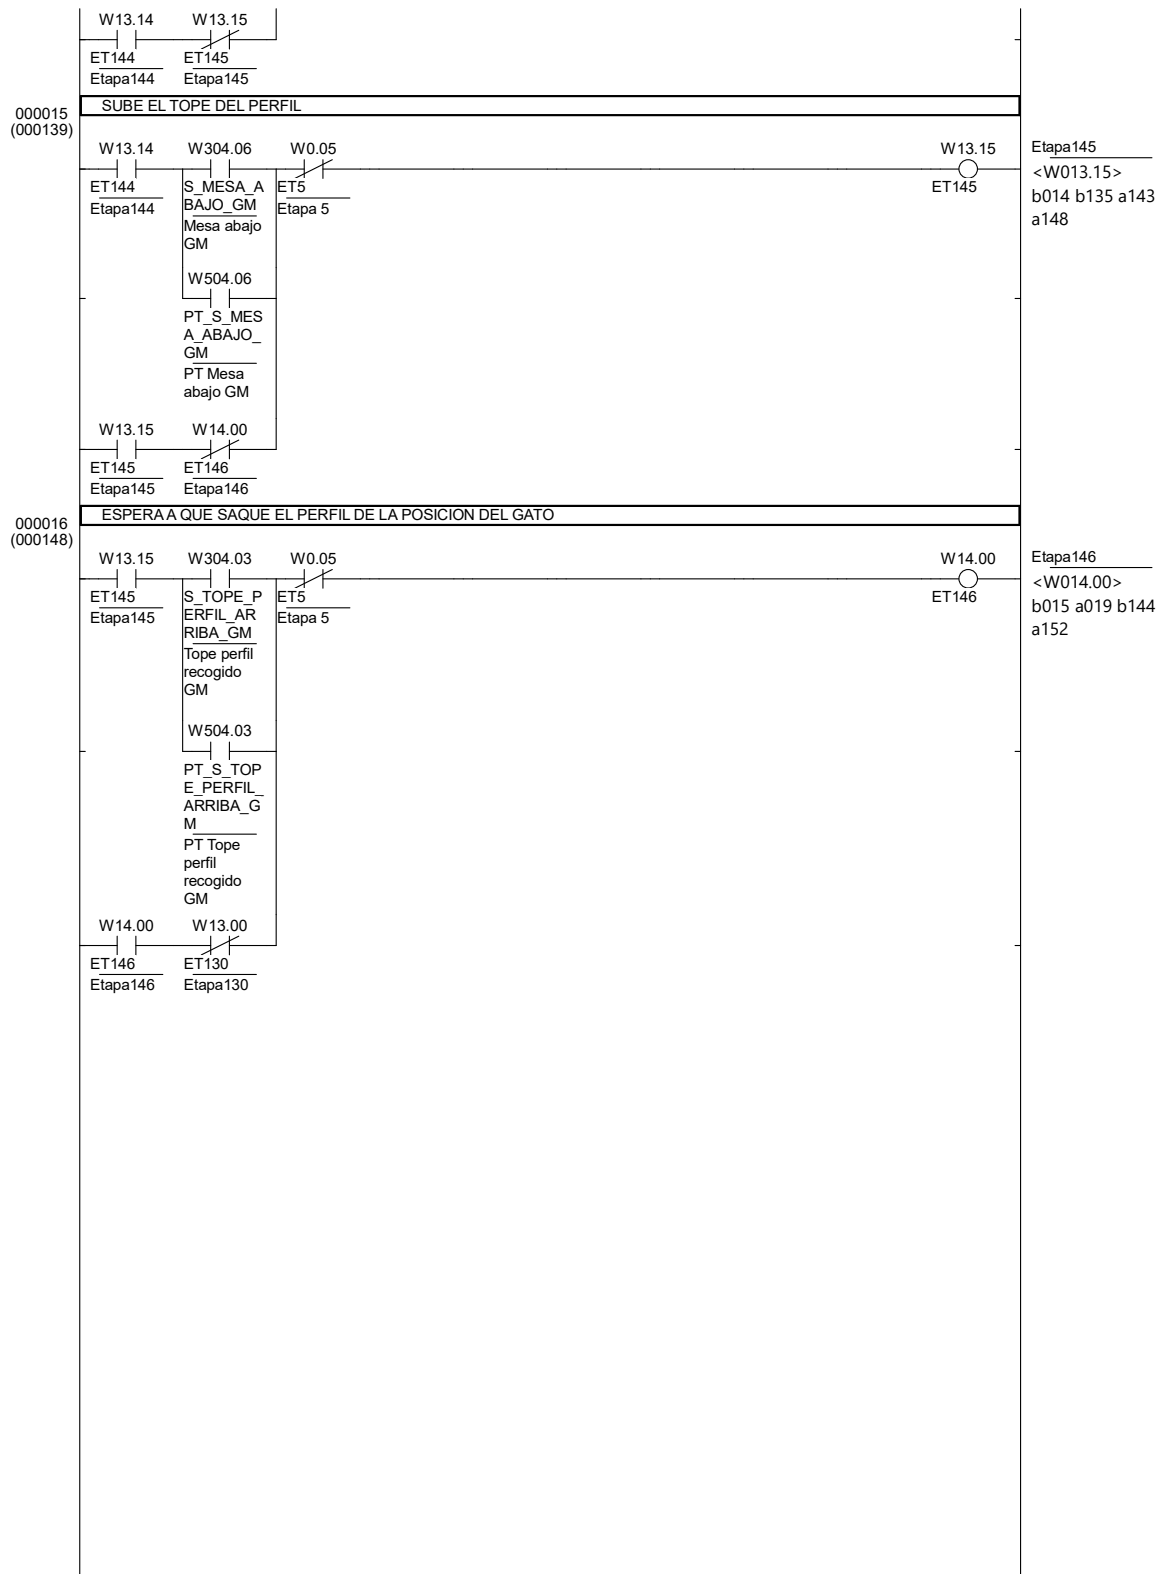 W13.14 W13.15
ET144 ET145
Etapa144 Etapa145
000015
(000139)
SUBE EL TOPE DEL PERFIL
W13.14 W304.06 W0.05 W13.15
ET144 S_MESA_A ET5 ET145
Etapa144 BAJO_GM Etapa 5
Mesa abajo
GM
Etapa145
<W013.15>
b014 b135 a143
a148
W504.06
PT_S_MES
A_ABAJO_
GM
PT Mesa
abajo GM
W13.15 W14.00
ET145 ET146
Etapa145 Etapa146
000016
(000148)
ESPERA A QUE SAQUE EL PERFIL DE LA POSICION DEL GATO
W13.15 W304.03 W0.05 W14.00
ET145 S_TOPE_P ET5 ET146
Etapa145 ERFIL_AR Etapa 5
RIBA_GM
Tope perfil
recogido
GM
Etapa146
<W014.00>
b015 a019 b144
a152
W504.03
PT_S_TOP
E_PERFIL_
ARRIBA_G
M
PT Tope
perfil
recogido
GM
W14.00 W13.00
ET146 ET130
Etapa146 Etapa130